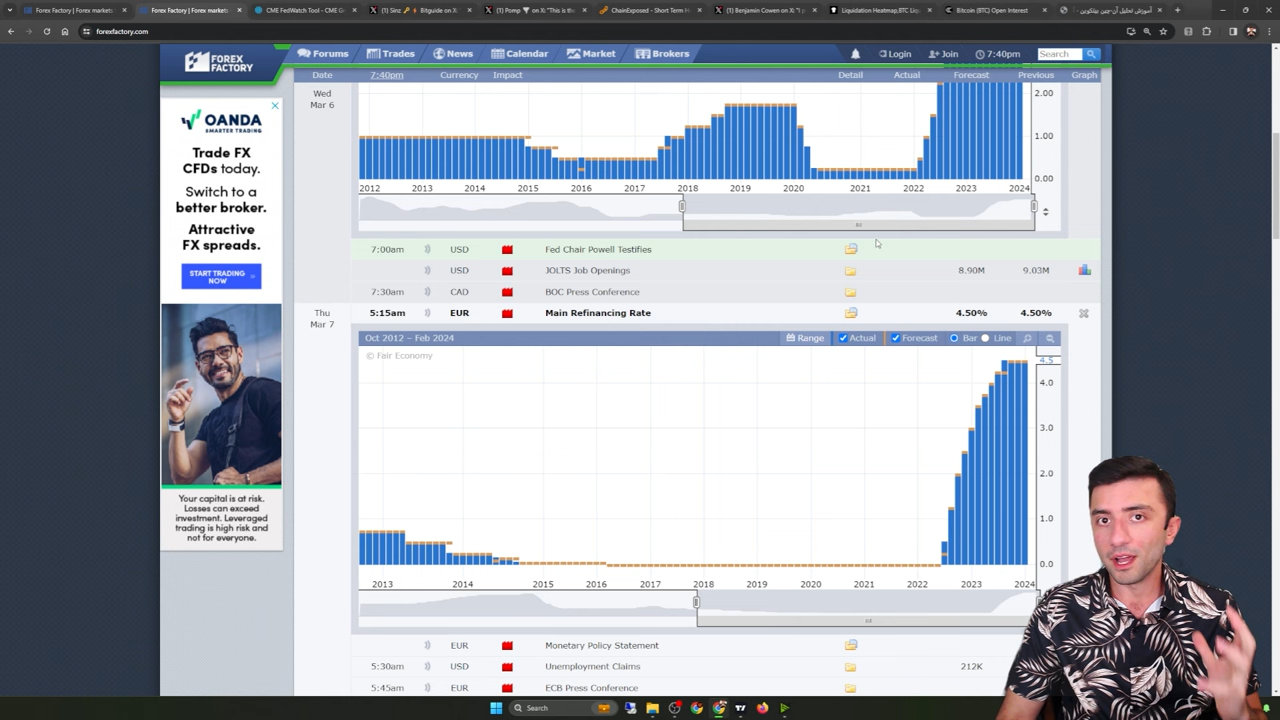 Forex Factory | Forex markets
Forex Factory | Forex markets
CME FedWatch Tool - CME G
Bitguide on X:
Pomp on X: "This is the
ChainExposed - Short Term H
Benjamin Cowen on X: "I
Liquidation Heatmap,BTC Liq
Bitcoin (BTC) Open Interest
forexfactory.com
FOREX FACTORY
Forums
Trades
News
Calendar
Market
Brokers
Login
Join
7:40pm
Search
Date
7:40pm
Currency
Impact
Detail
Actual
Forecast
Previous
Graph
Wed
Mar 6
2.00
1.00
0.00
2012 2013 2014 2015 2016 2017 2018 2019 2020 2021 2022 2023 2024
7:00am USD Fed Chair Powell Testifies
USD JOLTS Job Openings 8.90M 9.03M
7:30am CAD BOC Press Conference
Thu
Mar 7
5:15am EUR Main Refinancing Rate 4.50% 4.50%
Oct 2012 – Feb 2024
Range
Actual
Forecast
Bar
Line
© Fair Economy
4.5
4.0
3.0
2.0
1.0
0.0
2013 2014 2015 2016 2017 2018 2019 2020 2021 2022 2023 2024
EUR Monetary Policy Statement
5:30am USD Unemployment Claims 212K
5:45am EUR ECB Press Conference
OANDA
SMARTER TRADING
Trade FX
CFDs today.
Switch to a
better broker.
Attractive
FX spreads.
START TRADING
NOW
Your capital is at risk.
Losses can exceed
investment. Leveraged
trading is high risk and
not for everyone.
Search